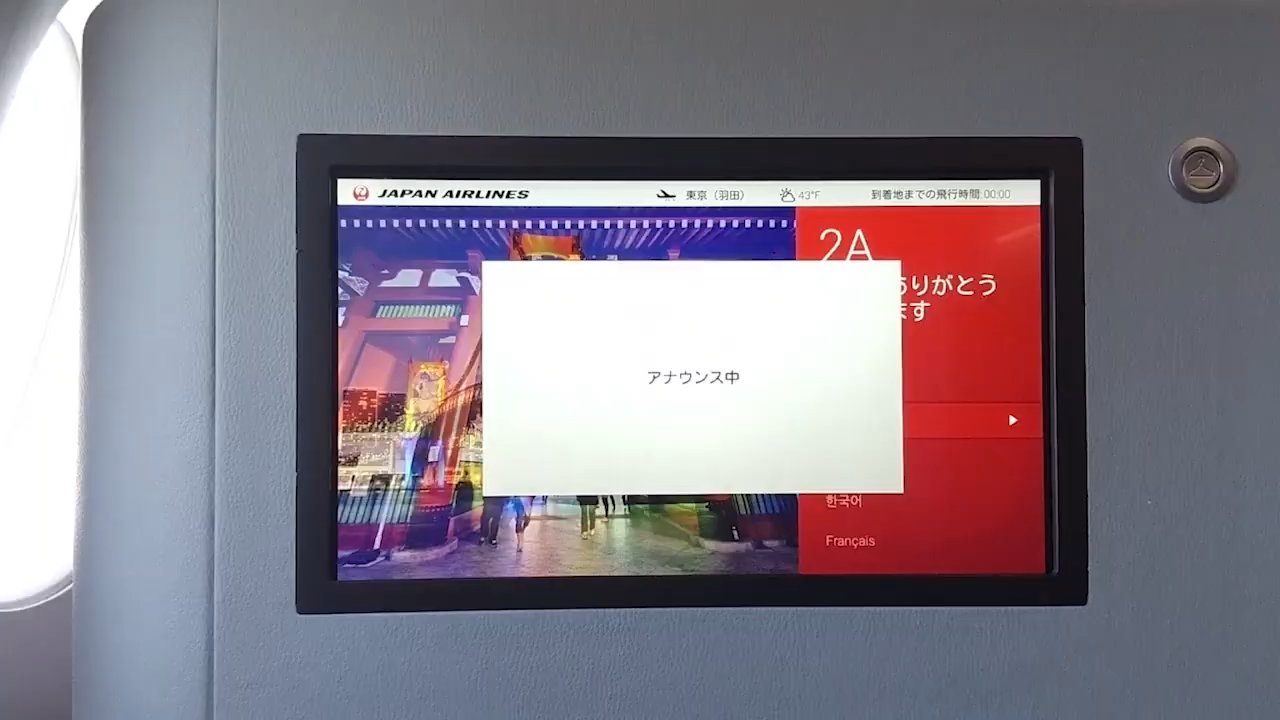 JAPAN AIRLINES
東京（羽田）
43°F
到着地までの飛行時間:00:00
2A
ありがとう
ます
アナウンス中
한국어
Français